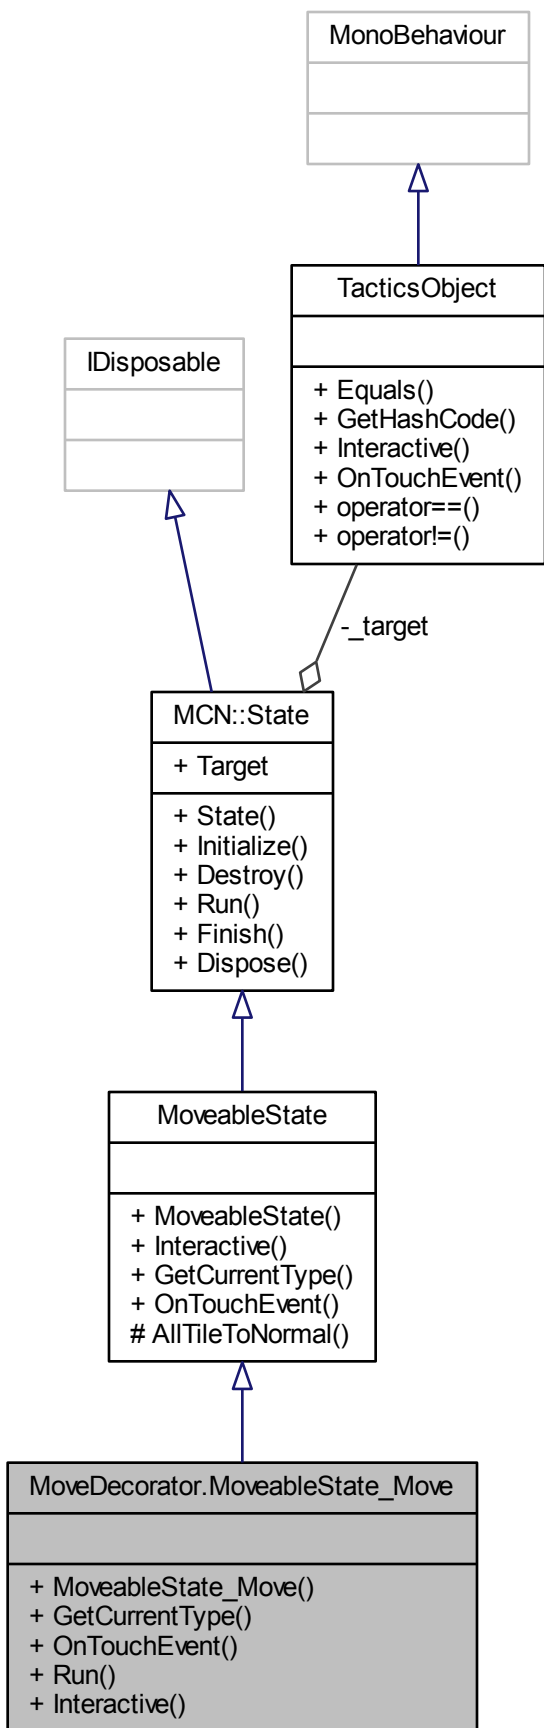 MonoBehaviour
TacticsObject
+ Equals()
+ GetHashCode()
+ Interactive()
+ OnTouchEvent()
+ operator==()
+ operator!=()
IDisposable
-_target
MCN::State
+ Target
+ State()
+ Initialize()
+ Destroy()
+ Run()
+ Finish()
+ Dispose()
MoveableState
+ MoveableState()
+ Interactive()
+ GetCurrentType()
+ OnTouchEvent()
# AllTileToNormal()
MoveDecorator.MoveableState_Move
+ MoveableState_Move()
+ GetCurrentType()
+ OnTouchEvent()
+ Run()
+ Interactive()